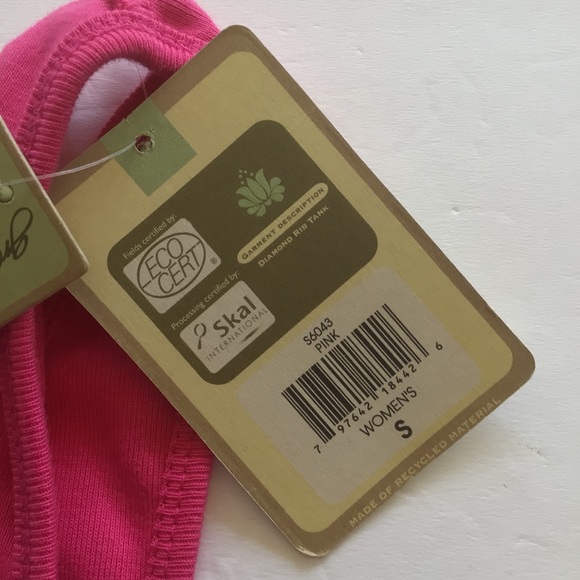 Fields certified by:
ECO
CERT
®
Processing certified by:
Skal
INTERNATIONAL
GARMENT DESCRIPTION
DIAMOND RIB TANK
S6043
PINK
7 97642 18442 6
WOMEN'S
S
MADE OF RECYCLED MATERIAL